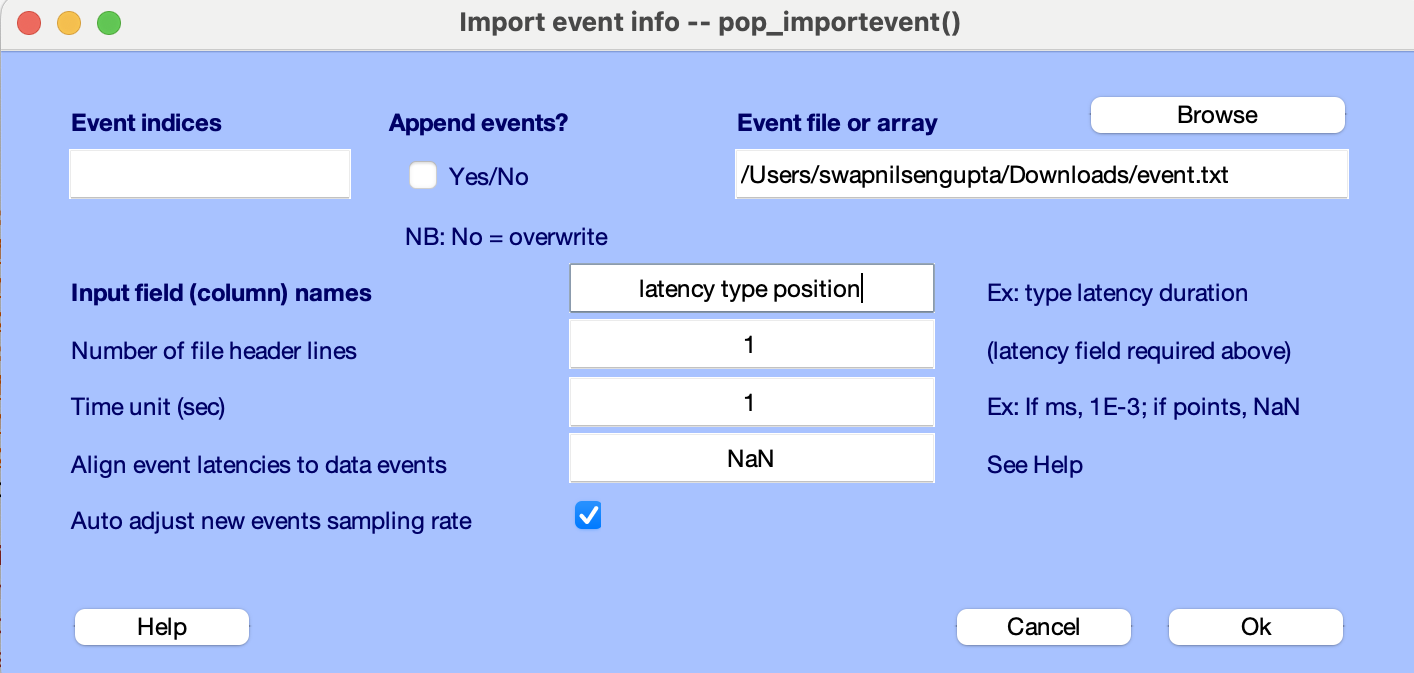 Import event info -- pop_importevent()
Browse
Event indices Append events? Event file or array
Yes/No /Users/swapnilsengupta/Downloads/event.txt
NB: No = overwrite
Input field (column) names latency type position Ex: type latency duration
Number of file header lines 1 (latency field required above)
Time unit (sec) 1 Ex: If ms, 1E-3; if points, NaN
Align event latencies to data events NaN See Help
Auto adjust new events sampling rate
Help Cancel Ok